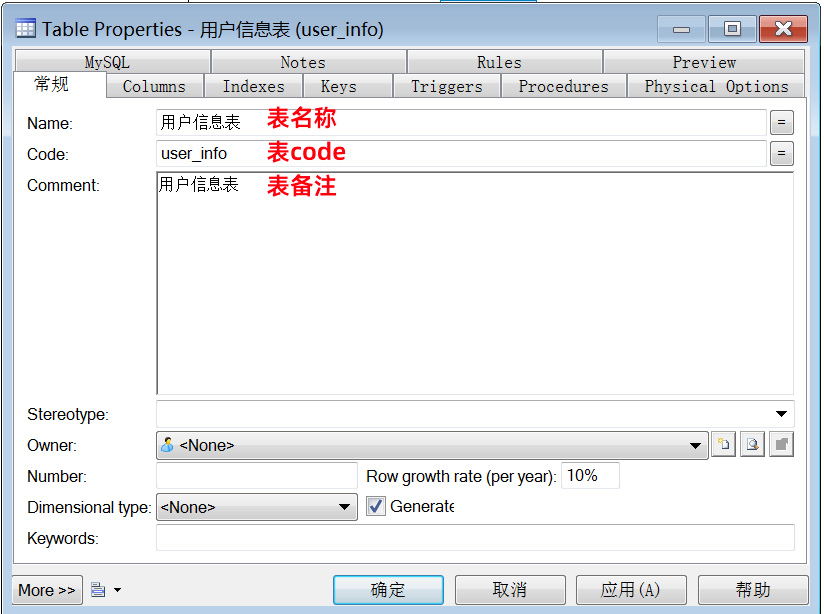 Table Properties - 用户信息表 (user_info)
MySQL Notes Rules Preview
常规 Columns Indexes Keys Triggers Procedures Physical Options
Name: 用户信息表 表名称 =
Code: user_info 表code =
Comment: 用户信息表 表备注
Stereotype:
Owner: <None>
Number: Row growth rate (per year): 10%
Dimensional type: <None> Generate
Keywords:
More >> 确定 取消 应用(A) 帮助